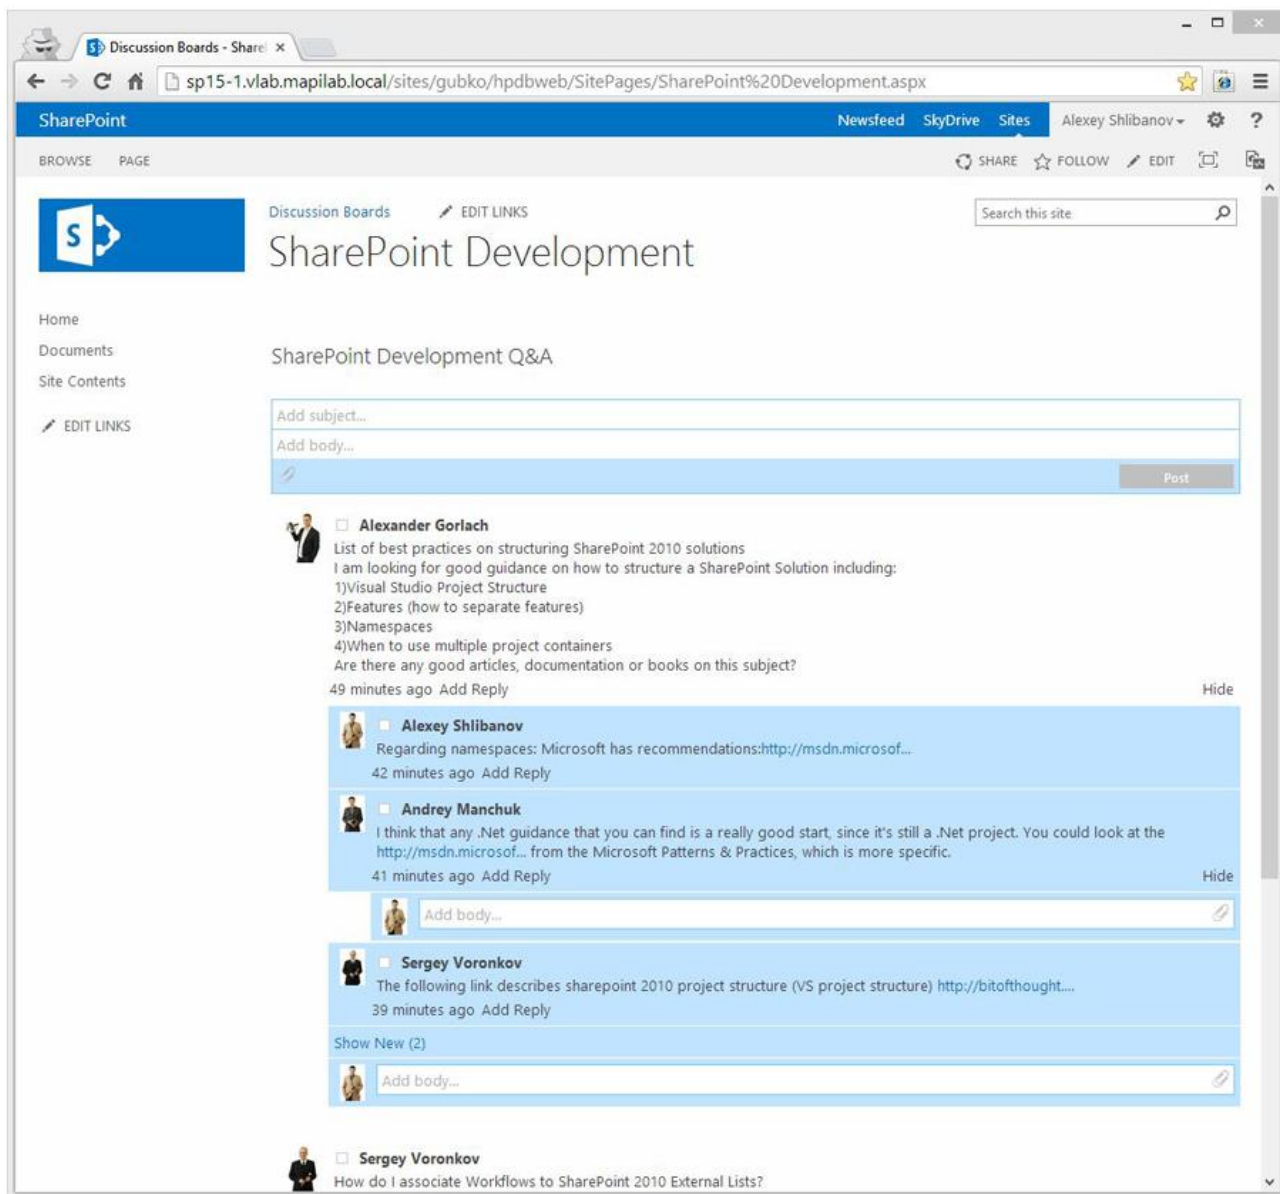 Discussion Boards - Share
sp15-1.vlab.mapilab.local/sites/gubko/hpdbweb/SitePages/SharePoint%20Development.aspx
SharePoint
Newsfeed SkyDrive Sites Alexey Shlibanov ?
BROWSE PAGE
SHARE FOLLOW EDIT
S
Discussion Boards EDIT LINKS
Search this site
SharePoint Development
Home
Documents
Site Contents
EDIT LINKS
SharePoint Development Q&A
Add subject...
Add body...
Post
Alexander Gorlach
List of best practices on structuring SharePoint 2010 solutions
I am looking for good guidance on how to structure a SharePoint Solution including:
1)Visual Studio Project Structure
2)Features (how to separate features)
3)Namespaces
4)When to use multiple project containers
Are there any good articles, documentation or books on this subject?
49 minutes ago Add Reply Hide
Alexey Shlibanov
Regarding namespaces: Microsoft has recommendations:http://msdn.microsof...
42 minutes ago Add Reply
Andrey Manchuk
I think that any .Net guidance that you can find is a really good start, since it's still a .Net project. You could look at the
http://msdn.microsof... from the Microsoft Patterns & Practices, which is more specific.
41 minutes ago Add Reply Hide
Add body...
Sergey Voronkov
The following link describes sharepoint 2010 project structure (VS project structure) http://bitofthought....
39 minutes ago Add Reply
Show New (2)
Add body...
Sergey Voronkov
How do I associate Workflows to SharePoint 2010 External Lists?